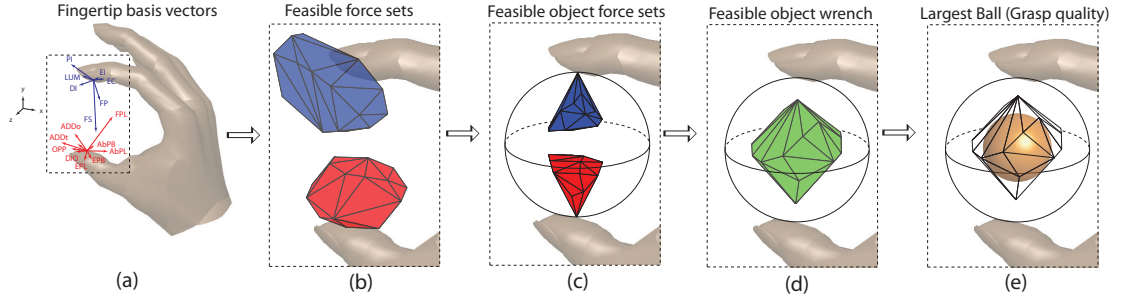 Fingertip basis vectors
Feasible force sets
Feasible object force sets
Feasible object wrench
Largest Ball (Grasp quality)
PI
EI
LUM
EC
DI
FP
y
x
z
FS
FPL
ADDo
ADDt
AbPB
OPP
AbPL
DIO
EPB
EPL
(a)
(b)
(c)
(d)
(e)